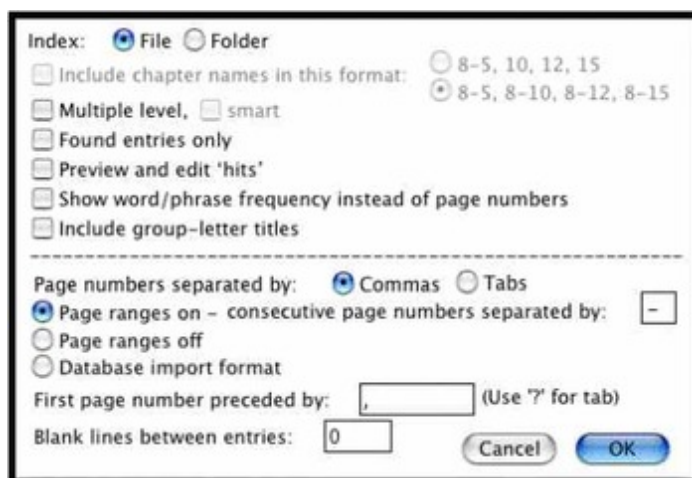 Index: File Folder
Include chapter names in this format: 8-5, 10, 12, 15
8-5, 8-10, 8-12, 8-15
Multiple level, smart
Found entries only
Preview and edit ‘hits’
Show word/phrase frequency instead of page numbers
Include group-letter titles
Page numbers separated by: Commas Tabs
Page ranges on – consecutive page numbers separated by: –
Page ranges off
Database import format
First page number preceded by: , (Use '?' for tab)
Blank lines between entries: 0
Cancel OK